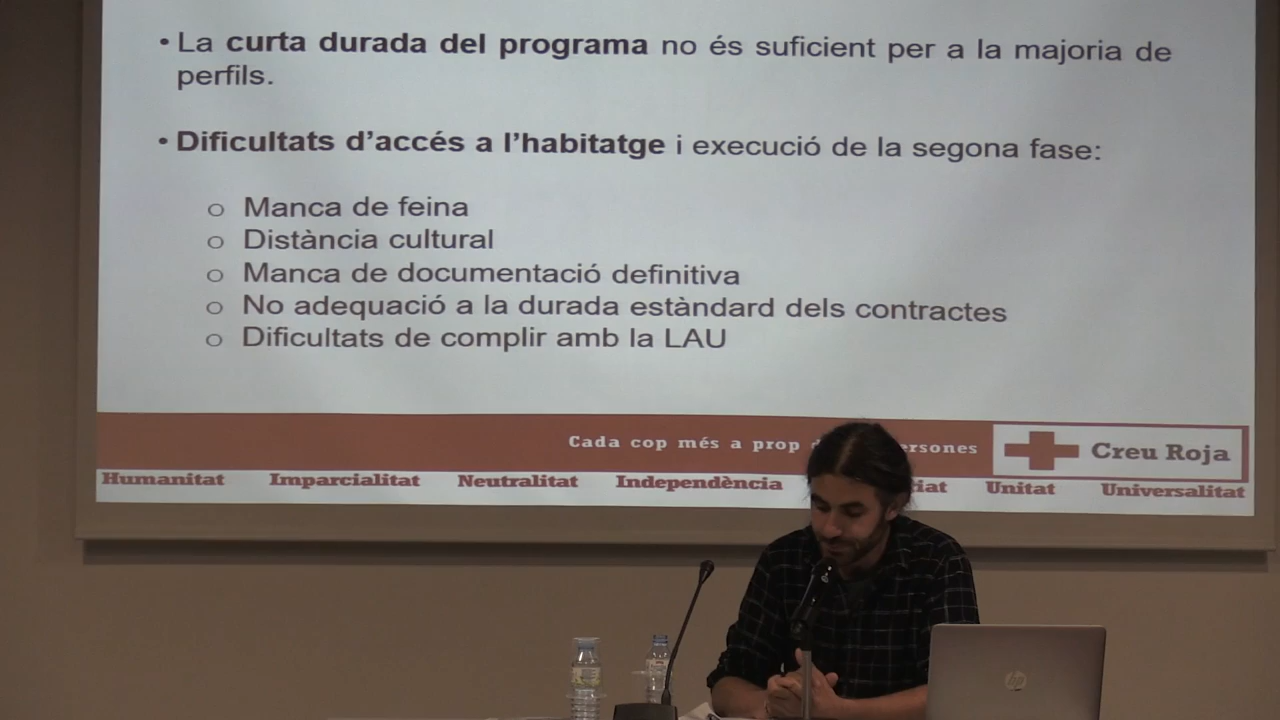 • La curta durada del programa no és suficient per a la majoria de
perfils.
• Dificultats d'accés a l'habitatge i execució de la segona fase:
o Manca de feina
o Distància cultural
o Manca de documentació definitiva
o No adequació a la durada estàndard dels contractes
o Dificultats de complir amb la LAU
Cada cop més a prop
Creu Roja
Humanitat Imparcialitat Neutralitat Independència Unitat Universalitat
hp